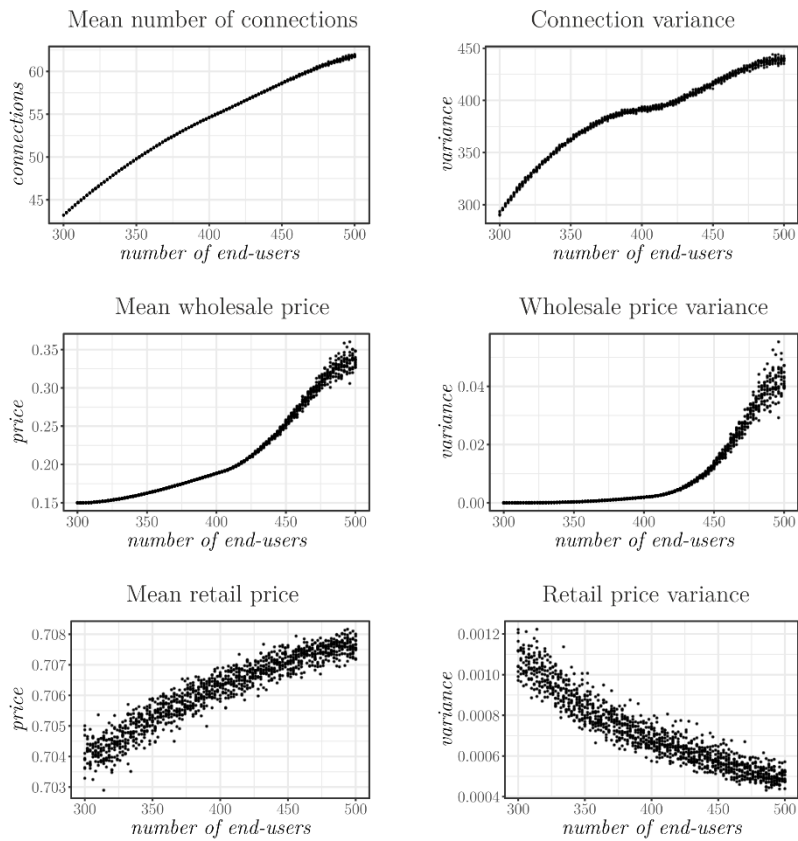 Mean number of connections
connections
60
55
50
45
300 350 400 450 500
number of end-users
Connection variance
variance
450
400
350
300
300 350 400 450 500
number of end-users
Mean wholesale price
price
0.35
0.30
0.25
0.20
0.15
300 350 400 450 500
number of end-users
Wholesale price variance
variance
0.04
0.02
0.00
300 350 400 450 500
number of end-users
Mean retail price
price
0.708
0.707
0.706
0.705
0.704
0.703
300 350 400 450 500
number of end-users
Retail price variance
variance
0.0012
0.0010
0.0008
0.0006
0.0004
300 350 400 450 500
number of end-users